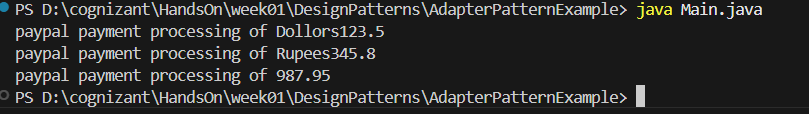 PS D:\cognizant\HandsOn\week01\DesignPatterns\AdapterPatternExample> java Main.java
paypal payment processing of Dollors123.5
paypal payment processing of Rupees345.8
paypal payment processing of 987.95
PS D:\cognizant\HandsOn\week01\DesignPatterns\AdapterPatternExample>